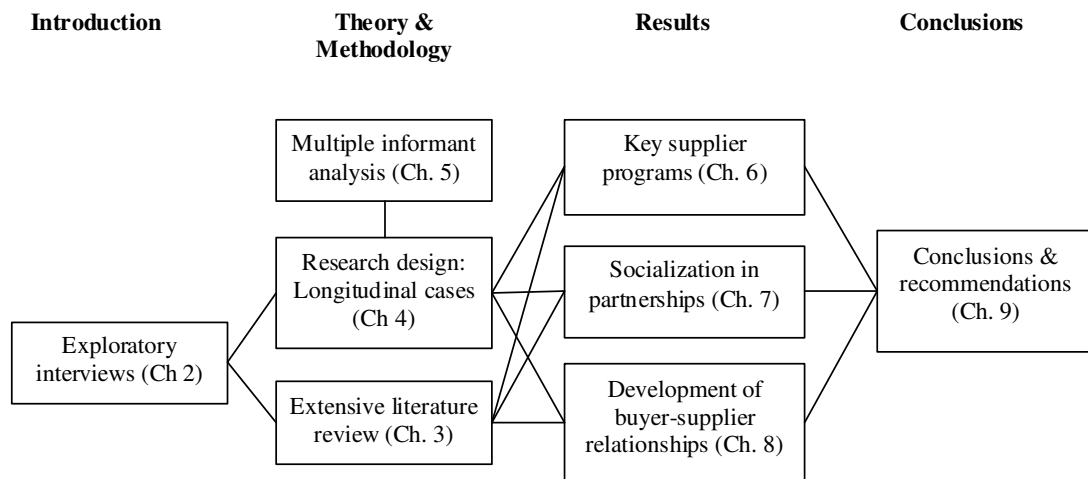 Introduction
Theory &
Methodology
Results
Conclusions
Multiple informant
analysis (Ch. 5)
Key supplier
programs (Ch. 6)
Research design:
Longitudinal cases
(Ch 4)
Socialization in
partnerships (Ch. 7)
Conclusions &
recommendations
(Ch. 9)
Exploratory
interviews (Ch 2)
Extensive literature
review (Ch. 3)
Development of
buyer-supplier
relationships (Ch. 8)